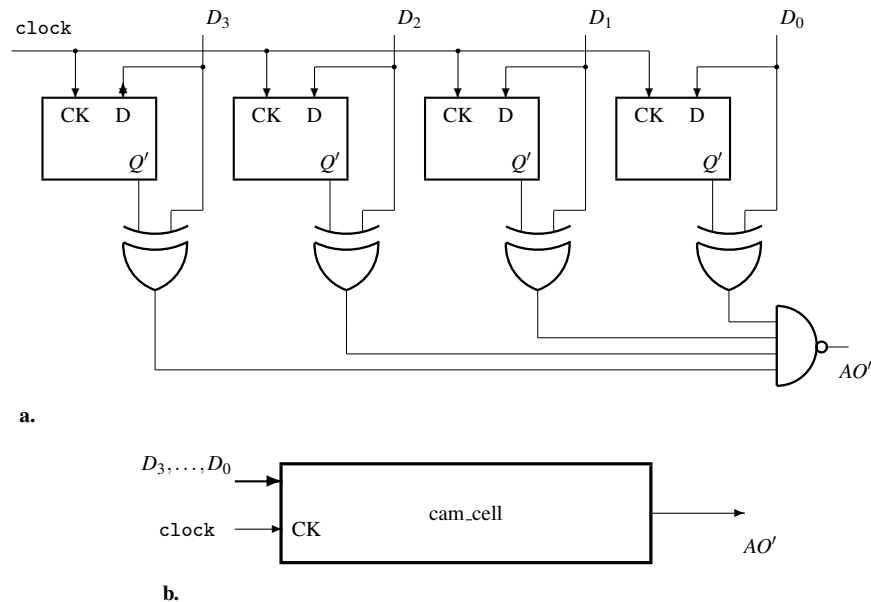 clock D₃ D₂ D₁ D₀
CK D CK D CK D CK D
Q′ Q′ Q′ Q′
AO′
a.
D₃,...,D₀
cam_cell
clock CK
AO′
b.